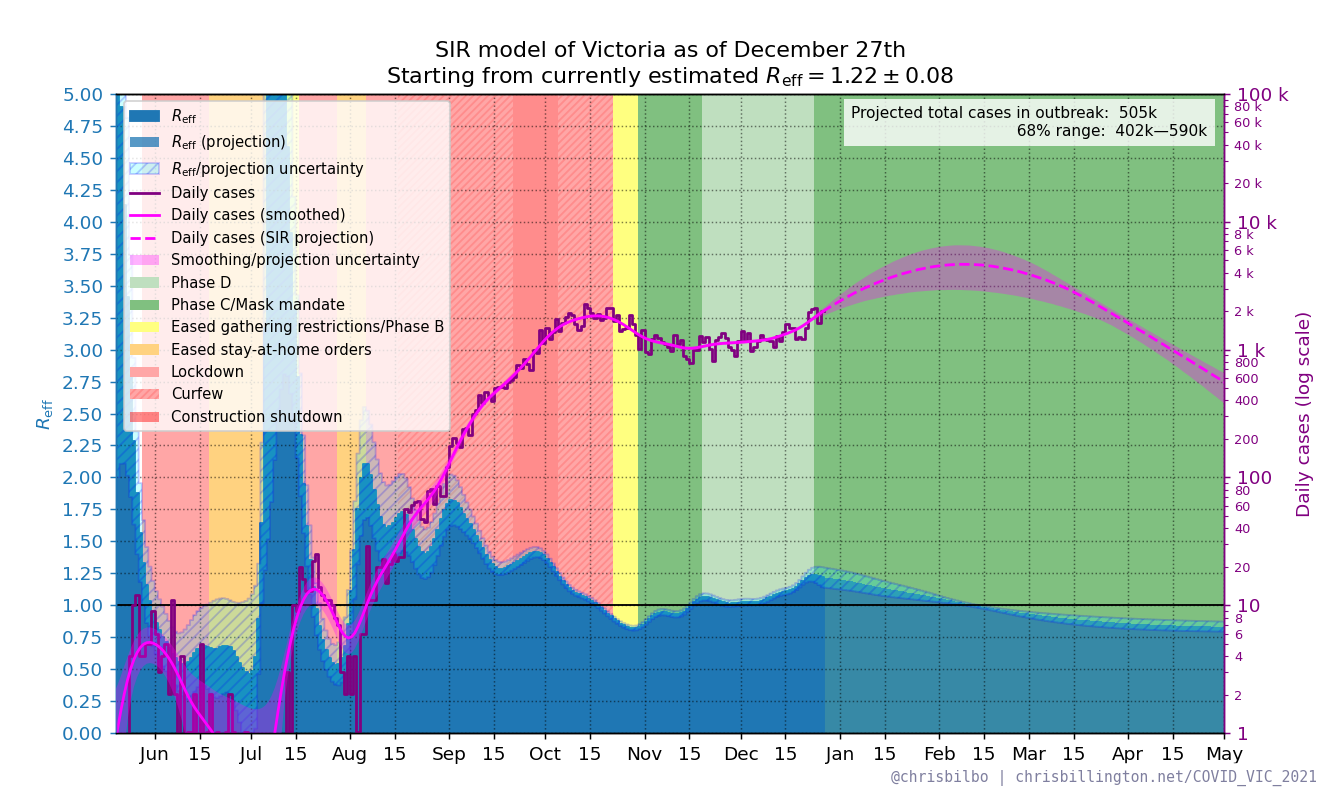 SIR model of Victoria as of December 27th
Starting from currently estimated Reff = 1.22 ± 0.08
Projected total cases in outbreak: 505k
68% range: 402k—590k
Reff
Reff (projection)
Reff/projection uncertainty
Daily cases
Daily cases (smoothed)
Daily cases (SIR projection)
Smoothing/projection uncertainty
Phase D
Phase C/Mask mandate
Eased gathering restrictions/Phase B
Eased stay-at-home orders
Lockdown
Curfew
Construction shutdown
Reff
5.00
4.75
4.50
4.25
4.00
3.75
3.50
3.25
3.00
2.75
2.50
2.25
2.00
1.75
1.50
1.25
1.00
0.75
0.50
0.25
0.00
100 k
80 k
60 k
40 k
20 k
10 k
8 k
6 k
4 k
2 k
1 k
800
600
400
200
100
80
60
40
20
10
8
6
4
2
1
Daily cases (log scale)
Jun 15 Jul 15 Aug 15 Sep 15 Oct 15 Nov 15 Dec 15 Jan 15 Feb 15 Mar 15 Apr 15 May
@chrisbilbo | chrisbillington.net/COVID_VIC_2021